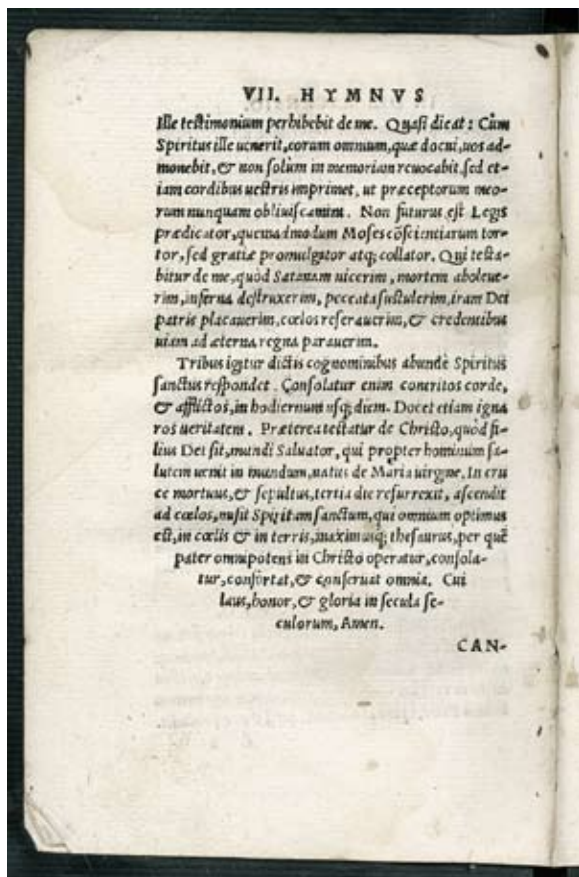 VII. HYMNVS
Ille testimonium perhibebit de me. Quasi dicat: Cùm
Spiritus ille uenerit, eorum omnium, quæ docui, uos ad-
monebit, & non solùm in memoriam reuocabit, sed et-
iam cordibus uestris imprimet, ut præceptorum meo-
rum nunquam obliuiscamini. Non futurus est Legis
prædicator, quemadmodum Moses cõscientiarum tor-
tor, sed gratiæ promulgator atq; collator. Qui testa-
bitur de me, quòd Satanam uicerim, mortem aboleue-
rim, inferna destruxerim, peccata sustulerim, iram Dei
patris placauerim, cœlos reserauerim, & credentibus
uiam ad æterna regna parauerim.
Tribus igitur dictis cognominibus abundè Spiritus
sanctus respondet. Consolatur enim contritos corde,
& afflictos, in hodiernum usq; diem. Docet etiam igna
ros ueritatem. Præterea testatur de Christo, quòd fi-
lius Dei sit, mundi Saluator, qui propter hominum sa-
lutem uenit in mundum, natus de Maria uirgine, In cru
ce mortuus, & sepultus, tertia die resurrexit, ascendit
ad cœlos, misit Spiritum sanctum, qui omnium optimus
est, in cœlis & in terris, maximusq; thesaurus, per quẽ
pater omnipotens in Christo operatur, consola-
tur, confortat, & conseruat omnia. Cui
laus, honor, & gloria in secula se-
culorum, Amen.
CAN-